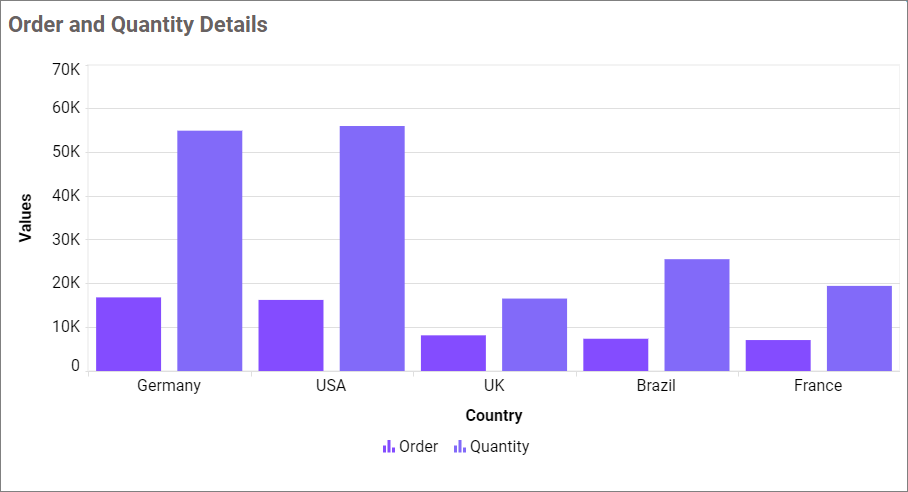 Order and Quantity Details
70K
60K
50K
40K
30K
20K
10K
0
Values
Germany USA UK Brazil France
Country
Order Quantity